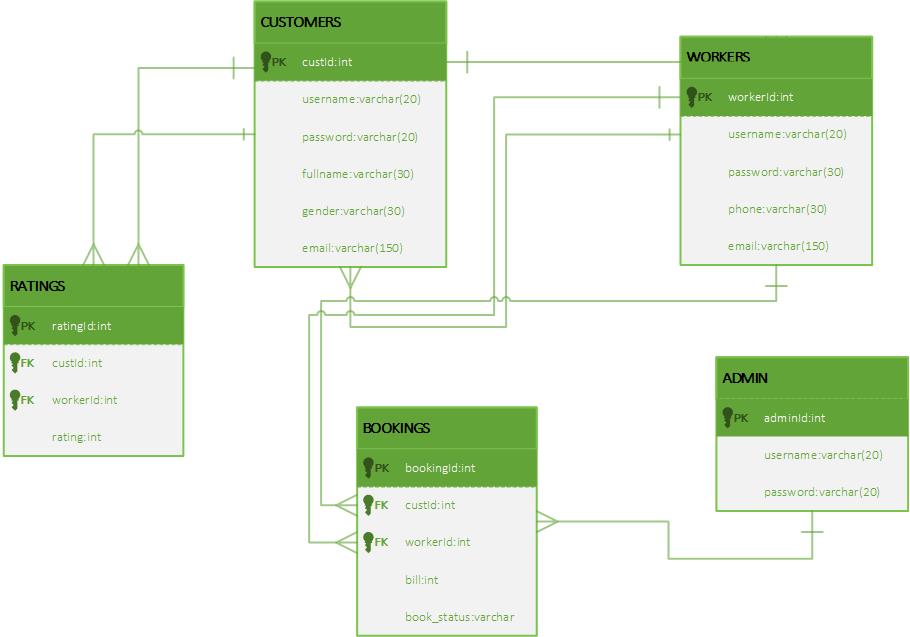 CUSTOMERS
PK custId:int
username:varchar(20)
password:varchar(20)
fullname:varchar(30)
gender:varchar(30)
email:varchar(150)
WORKERS
PK workerId:int
username:varchar(20)
password:varchar(30)
phone:varchar(30)
email:varchar(150)
RATINGS
PK ratingId:int
FK custId:int
FK workerId:int
rating:int
BOOKINGS
PK bookingId:int
FK custId:int
FK workerId:int
bill:int
book_status:varchar
ADMIN
PK adminId:int
username:varchar(20)
password:varchar(20)